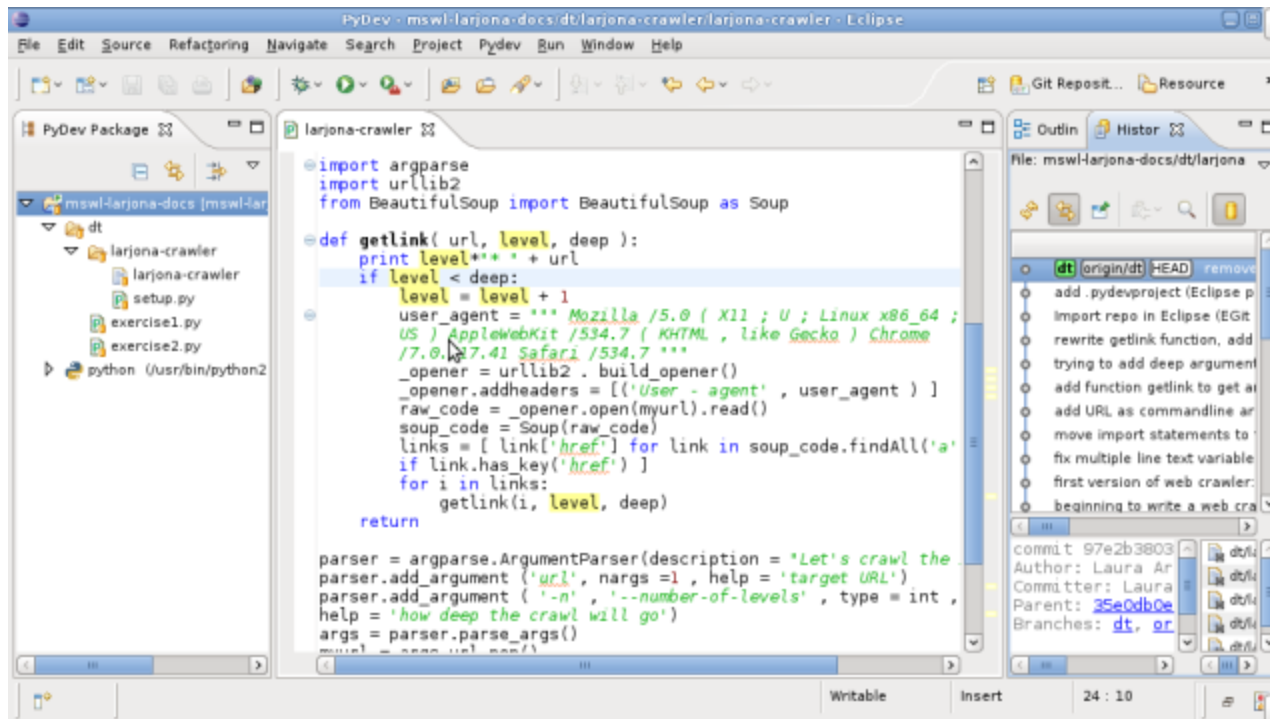 PyDev - mswl-larjona-docs/dt/larjona-crawler/larjona-crawler - Eclipse
File Edit Source Refactoring Navigate Search Project Pydev Run Window Help
Git Reposit... Resource
PyDev Package
mswl-larjona-docs [mswl-lar
dt
larjona-crawler
larjona-crawler
setup.py
exercise1.py
exercise2.py
python (/usr/bin/python2
larjona-crawler
import argparse
import urllib2
from BeautifulSoup import BeautifulSoup as Soup
def getlink( url, level, deep ):
print level*"* " + url
if level < deep:
level = level + 1
user_agent = """ Mozilla /5.0 ( X11 ; U ; Linux x86_64 ;
US ) AppleWebKit /534.7 ( KHTML , like Gecko ) Chrome
/7.0. 17.41 Safari /534.7 """
_opener = urllib2 . build_opener()
_opener.addheaders = [('User - agent' , user_agent ) ]
raw_code = _opener.open(myurl).read()
soup_code = Soup(raw_code)
links = [ link['href'] for link in soup_code.findAll('a'
if link.has_key('href') ]
for i in links:
getlink(i, level, deep)
return
parser = argparse.ArgumentParser(description = "Let's crawl the
parser.add_argument ('url', nargs =1 , help = 'target URL')
parser.add_argument ( '-n' , '--number-of-levels' , type = int ,
help = 'how deep the crawl will go')
args = parser.parse_args()
myurl = args.url.pop()
Outlin Histor
File: mswl-larjona-docs/dt/larjona
dt origin/dt HEAD remove
add .pydevproject (Eclipse p
Import repo in Eclipse (EGit
rewrite getlink function, add
trying to add deep argument
add function getlink to get a
add URL as commandline ar
move import statements to
fix multiple line text variable
first version of web crawler:
beginning to write a web cra
commit 97e2b3803
Author: Laura Ar
Committer: Laura
Parent: 35e0db0e
Branches: dt, or
dt/l
dt/l
dt/l
dt/l
dt/l
Writable Insert 24 : 10